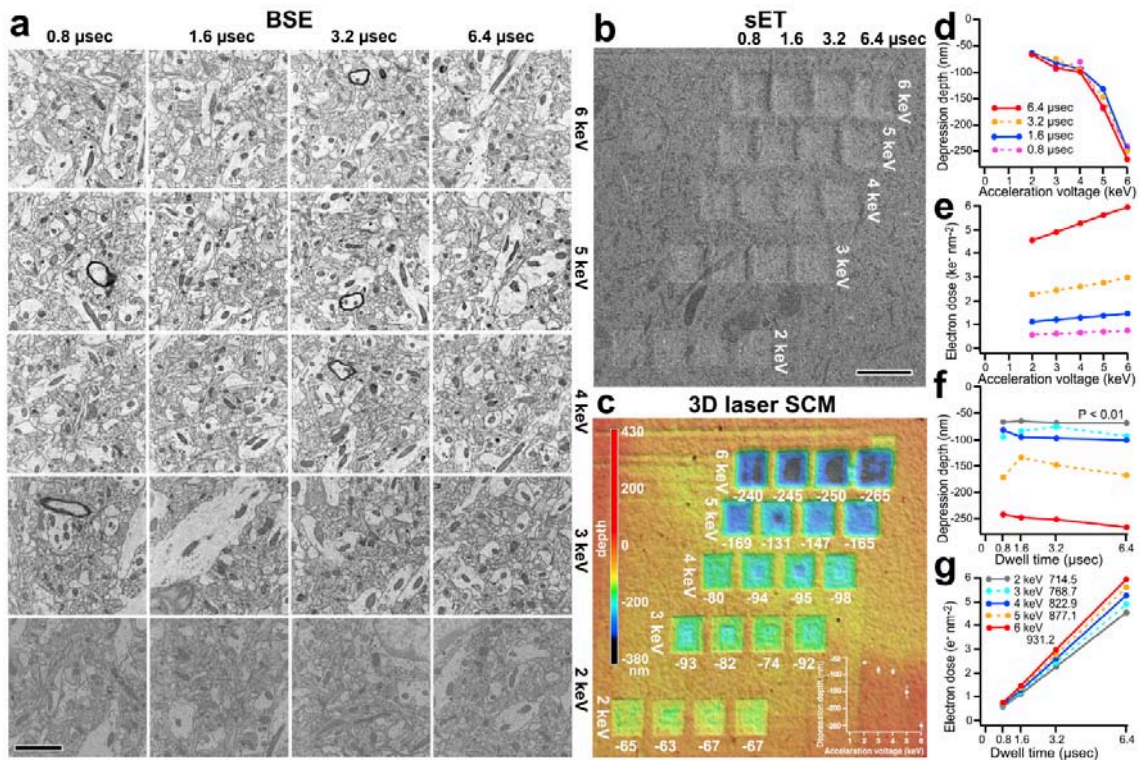 a
BSE
0.8 µsec 1.6 µsec 3.2 µsec 6.4 µsec
6 keV
5 keV
4 keV
3 keV
2 keV
b
sET
0.8 1.6 3.2 6.4 µsec
6 keV
5 keV
4 keV
3 keV
2 keV
c
3D laser SCM
430
200
0
-200
-380
nm
depth
6 keV
-240 -245 -250 -265
5 keV
-169 -131 -147 -165
4 keV
-80 -94 -95 -98
3 keV
-93 -82 -74 -92
2 keV
-65 -63 -67 -67
Depression depth (nm)
1 2 3 4 5 6
Acceleration voltage (keV)
d
0
-50
-100
-150
-200
-250
Depression depth (nm)
6.4 µsec
3.2 µsec
1.6 µsec
0.8 µsec
0 1 2 3 4 5 6
Acceleration voltage (keV)
e
6
5
4
3
2
1
0
Electron dose (ke- nm-2)
0 1 2 3 4 5 6
Acceleration voltage (keV)
f
0
-50
-100
-150
-200
-250
Depression depth (nm)
P < 0.01
0 0.8 1.6 3.2 6.4
Dwell time (µsec)
g
6
5
4
3
2
1
0
Electron dose (e- nm-2)
2 keV 714.5
3 keV 768.7
4 keV 822.9
5 keV 877.1
6 keV
931.2
0 0.8 1.6 3.2 6.4
Dwell time (µsec)